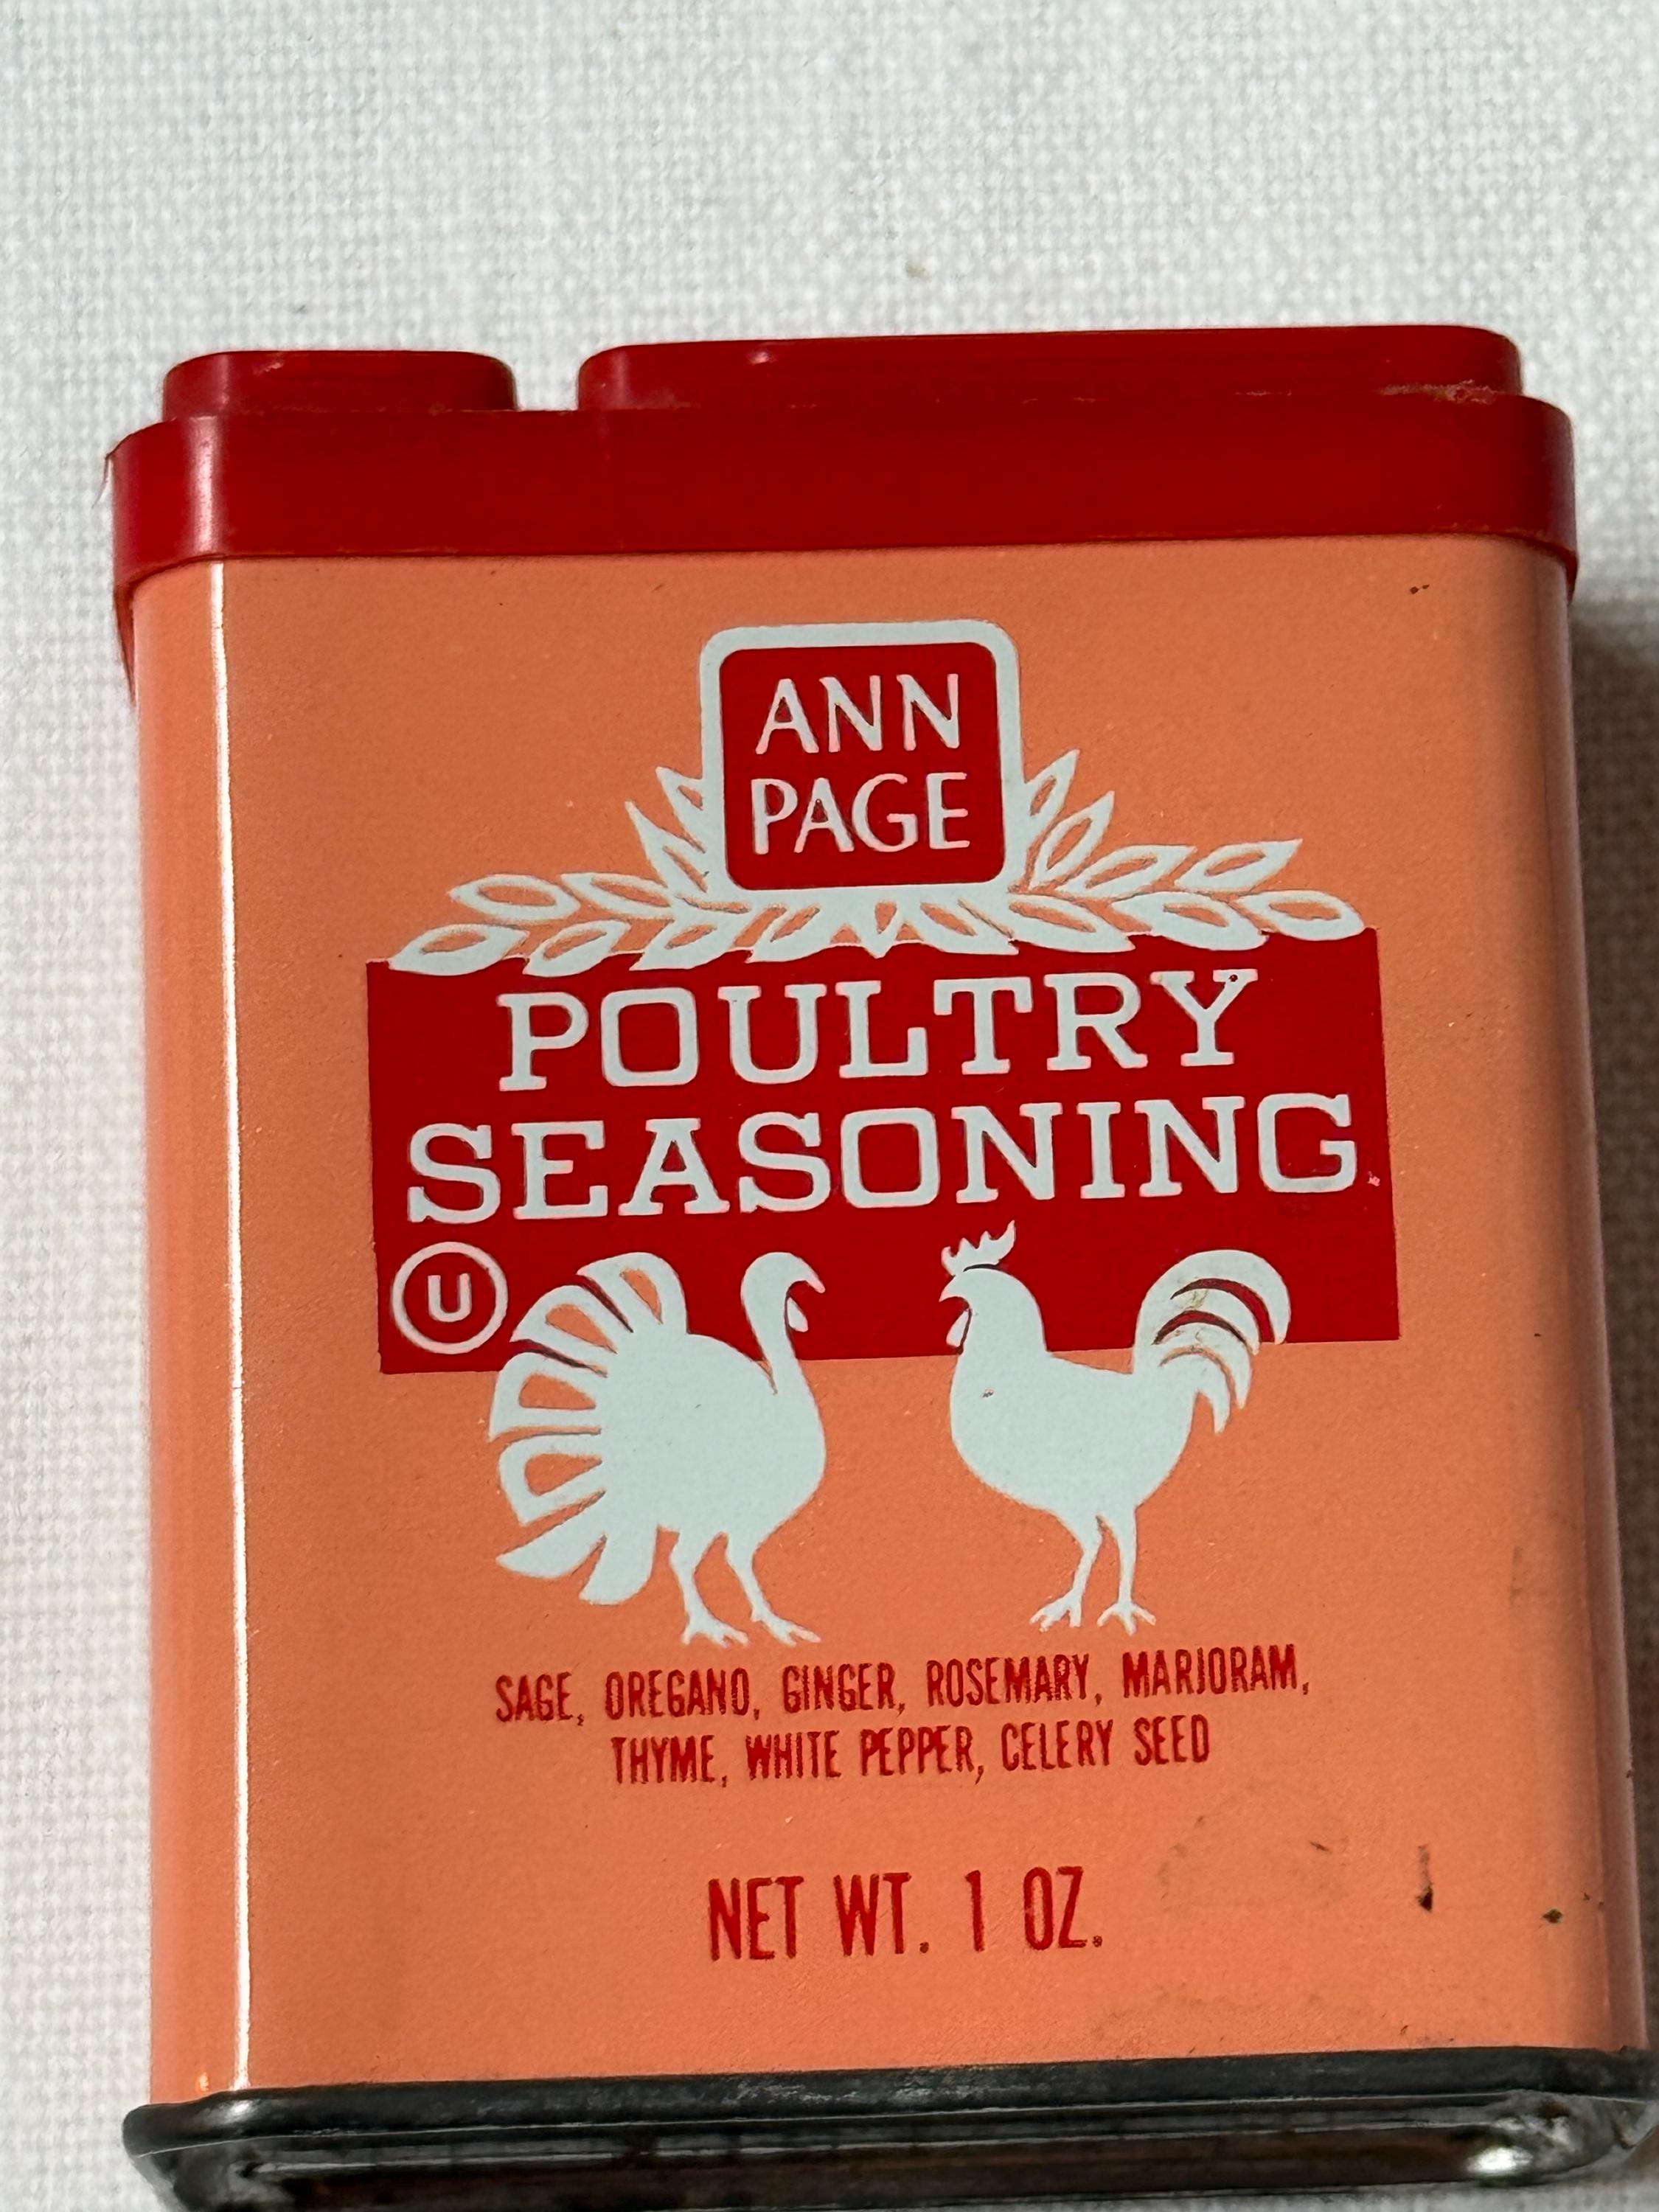 ANN
PAGE
POULTRY
SEASONING
U
SAGE, OREGANO, GINGER, ROSEMARY, MARJORAM,
THYME, WHITE PEPPER, CELERY SEED
NET WT. 1 OZ.